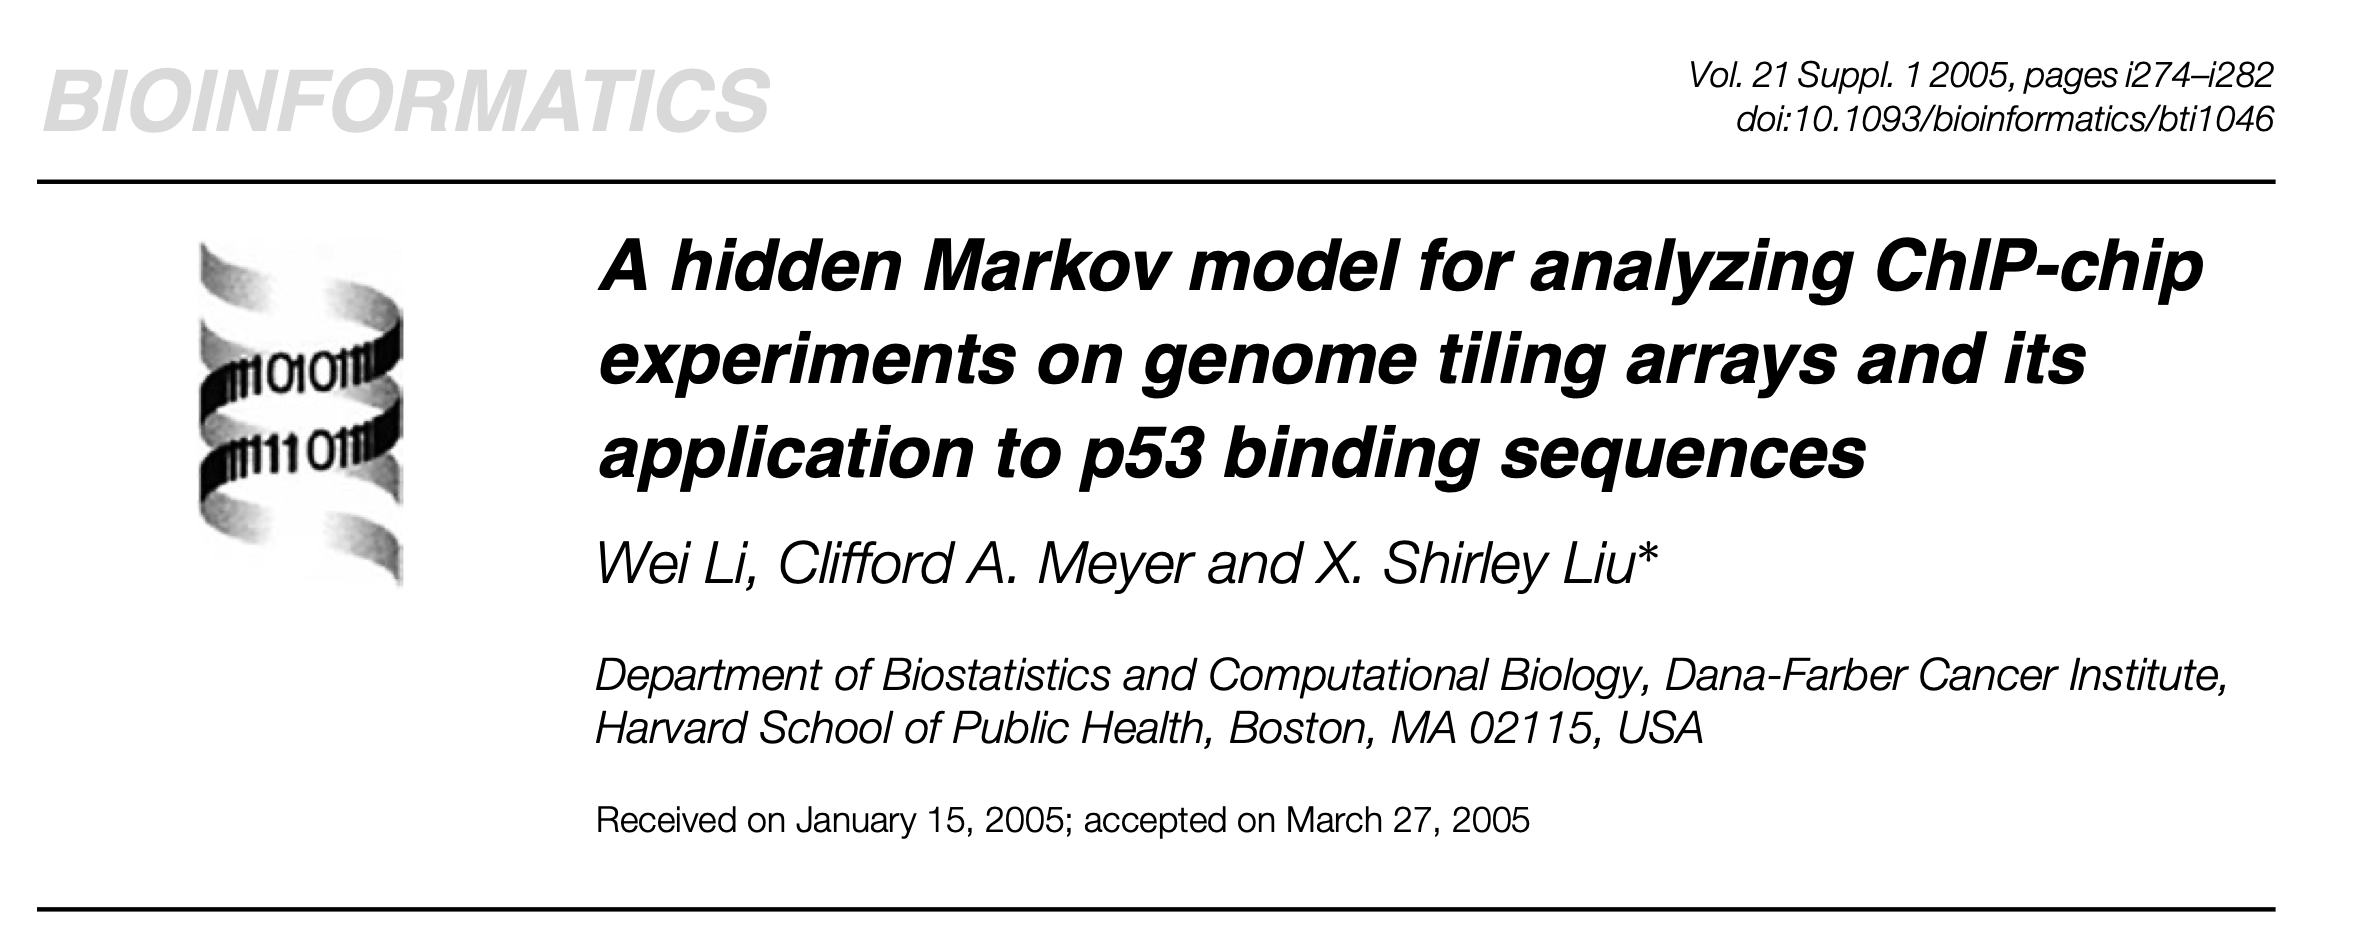 BIOINFORMATICS
Vol. 21 Suppl. 1 2005, pages i274–i282
doi:10.1093/bioinformatics/bti1046
A hidden Markov model for analyzing ChIP-chip
experiments on genome tiling arrays and its
application to p53 binding sequences
Wei Li, Clifford A. Meyer and X. Shirley Liu*
Department of Biostatistics and Computational Biology, Dana-Farber Cancer Institute,
Harvard School of Public Health, Boston, MA 02115, USA
Received on January 15, 2005; accepted on March 27, 2005